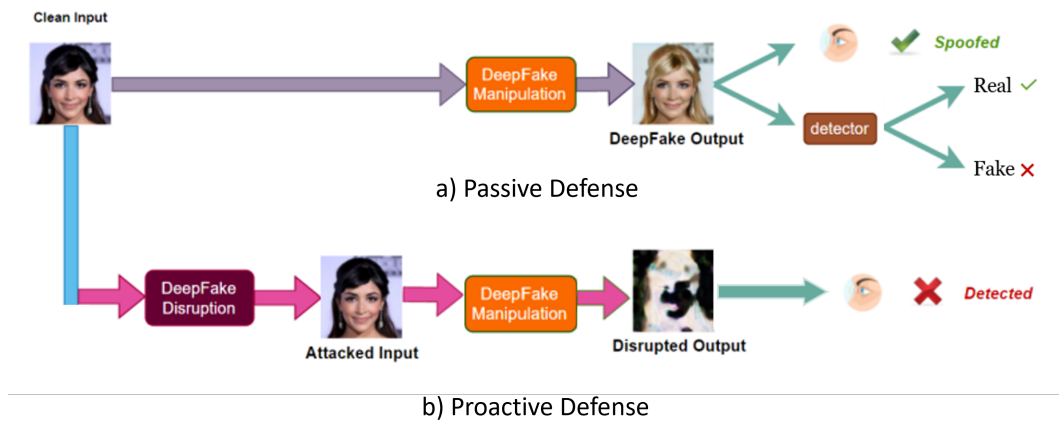 Clean Input
DeepFake
Manipulation
DeepFake Output
Spoofed
detector
Real
Fake
a) Passive Defense
DeepFake
Disruption
Attacked Input
DeepFake
Manipulation
Disrupted Output
Detected
b) Proactive Defense